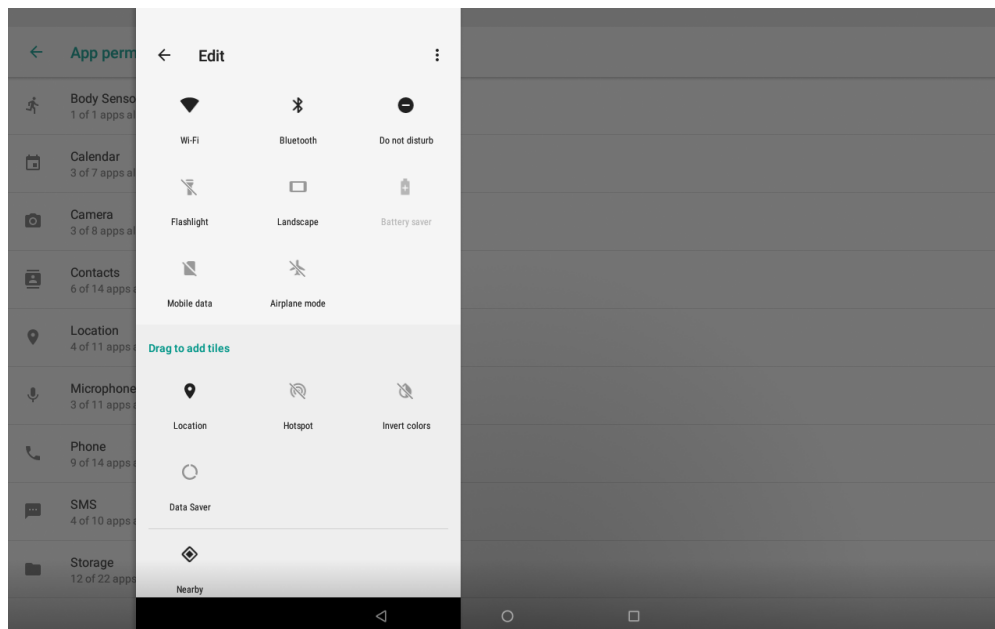 App perm
Body Senso
1 of 1 apps al
Calendar
3 of 7 apps al
Camera
3 of 8 apps al
Contacts
6 of 14 apps a
Location
4 of 11 apps a
Microphone
3 of 11 apps a
Phone
9 of 14 apps a
SMS
4 of 10 apps a
Storage
12 of 22 apps
Edit
Wi-Fi Bluetooth Do not disturb
Flashlight Landscape Battery saver
Mobile data Airplane mode
Drag to add tiles
Location Hotspot Invert colors
Data Saver
Nearby